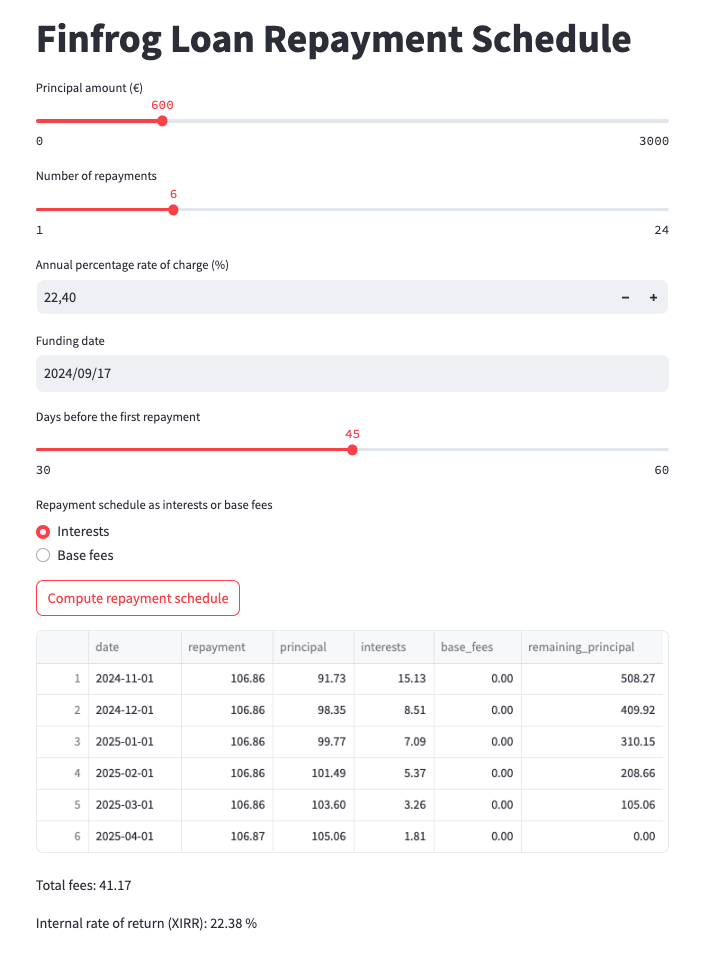 Finfrog Loan Repayment Schedule
Principal amount (€)
600
0 3000
Number of repayments
6
1 24
Annual percentage rate of charge (%)
22,40 − +
Funding date
2024/09/17
Days before the first repayment
45
30 60
Repayment schedule as interests or base fees
Interests
Base fees
Compute repayment schedule
date repayment principal interests base_fees remaining_principal
1 2024-11-01 106.86 91.73 15.13 0.00 508.27
2 2024-12-01 106.86 98.35 8.51 0.00 409.92
3 2025-01-01 106.86 99.77 7.09 0.00 310.15
4 2025-02-01 106.86 101.49 5.37 0.00 208.66
5 2025-03-01 106.86 103.60 3.26 0.00 105.06
6 2025-04-01 106.87 105.06 1.81 0.00 0.00
Total fees: 41.17
Internal rate of return (XIRR): 22.38 %